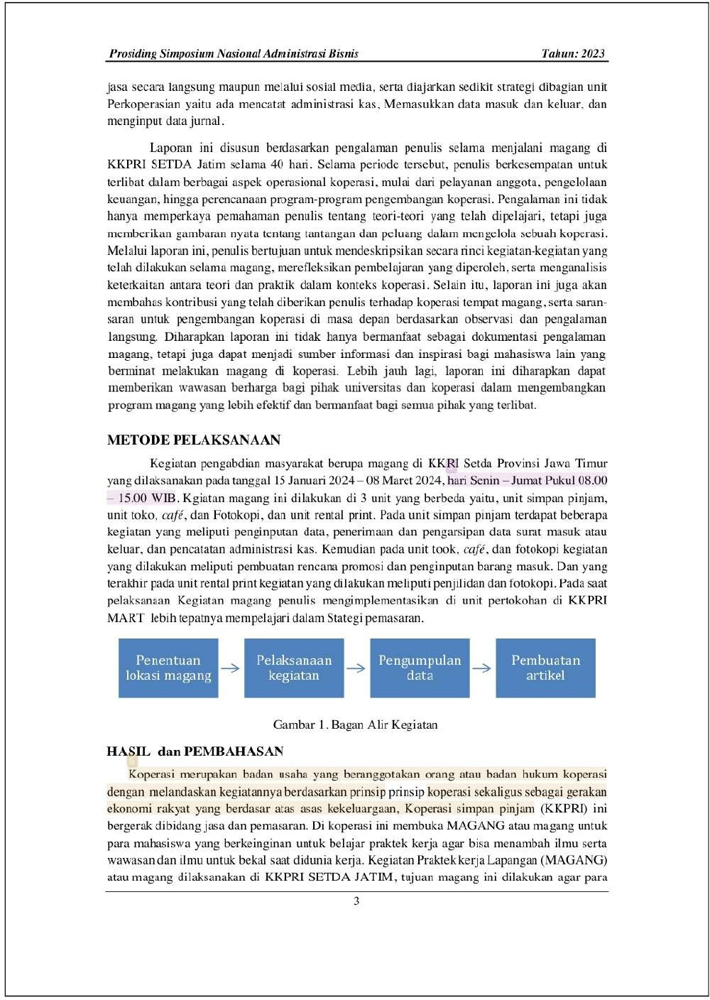 Prosiding Simposium Nasional Administrasi Bisnis Tahun: 2023
jasa secara langsung maupun melalui sosial media, serta diajarkan sedikit strategi dibagian unit
Perkoperasian yaitu ada mencatat administrasi kas, Memasukkan data masuk dan keluar, dan
menginput data jurnal.
Laporan ini disusun berdasarkan pengalaman penulis selama menjalani magang di
KKPRI SETDA Jatim selama 40 hari. Selama periode tersebut, penulis berkesempatan untuk
terlibat dalam berbagai aspek operasional koperasi, mulai dari pelayanan anggota, pengelolaan
keuangan, hingga perencanaan program-program pengembangan koperasi. Pengalaman ini tidak
hanya memperkaya pemahaman penulis tentang teori-teori yang telah dipelajari, tetapi juga
memberikan gambaran nyata tentang tantangan dan peluang dalam mengelola sebuah koperasi.
Melalui laporan ini, penulis bertujuan untuk mendeskripsikan secara rinci kegiatan-kegiatan yang
telah dilakukan selama magang, merefleksikan pembelajaran yang diperoleh, serta menganalisis
keterkaitan antara teori dan praktik dalam konteks koperasi. Selain itu, laporan ini juga akan
membahas kontribusi yang telah diberikan penulis terhadap koperasi tempat magang, serta saran-
saran untuk pengembangan koperasi di masa depan berdasarkan observasi dan pengalaman
langsung. Diharapkan laporan ini tidak hanya bermanfaat sebagai dokumentasi pengalaman
magang, tetapi juga dapat menjadi sumber informasi dan inspirasi bagi mahasiswa lain yang
berminat melakukan magang di koperasi. Lebih jauh lagi, laporan ini diharapkan dapat
memberikan wawasan berharga bagi pihak universitas dan koperasi dalam mengembangkan
program magang yang lebih efektif dan bermanfaat bagi semua pihak yang terlibat.
METODE PELAKSANAAN
Kegiatan pengabdian masyarakat berupa magang di KKRI Setda Provinsi Jawa Timur
yang dilaksanakan pada tanggal 15 Januari 2024 – 08 Maret 2024, hari Senin – Jumat Pukul 08.00
– 15.00 WIB. Kgiatan magang ini dilakukan di 3 unit yang berbeda yaitu, unit simpan pinjam,
unit toko, café, dan Fotokopi, dan unit rental print. Pada unit simpan pinjam terdapat beberapa
kegiatan yang meliputi penginputan data, penerimaan dan pengarsipan data surat masuk atau
keluar, dan pencatatan administrasi kas. Kemudian pada unit took, café, dan fotokopi kegiatan
yang dilakukan meliputi pembuatan rencana promosi dan penginputan barang masuk. Dan yang
terakhir pada unit rental print kegiatan yang dilakukan meliputi penjilidan dan fotokopi. Pada saat
pelaksanaan Kegiatan magang penulis mengimplementasikan di unit pertokohan di KKPRI
MART lebih tepatnya mempelajari dalam Stategi pemasaran.
Penentuan
lokasi magang
Pelaksanaan
kegiatan
Pengumpulan
data
Pembuatan
artikel
Gambar 1. Bagan Alir Kegiatan
HASIL dan PEMBAHASAN
Koperasi merupakan badan usaha yang beranggotakan orang atau badan hukum koperasi
dengan melandaskan kegiatannya berdasarkan prinsip prinsip koperasi sekaligus sebagai gerakan
ekonomi rakyat yang berdasar atas asas kekeluargaan, Koperasi simpan pinjam (KKPRI) ini
bergerak dibidang jasa dan pemasaran. Di koperasi ini membuka MAGANG atau magang untuk
para mahasiswa yang berkeinginan untuk belajar praktek kerja agar bisa menambah ilmu serta
wawasan dan ilmu untuk bekal saat didunia kerja. Kegiatan Praktek kerja Lapangan (MAGANG)
atau magang dilaksanakan di KKPRI SETDA JATIM, tujuan magang ini dilakukan agar para
3